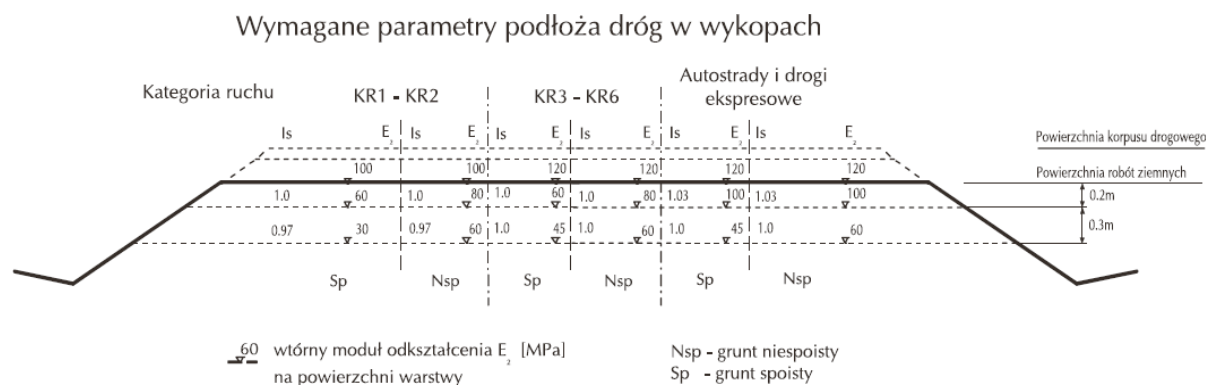 Wymagane parametry podłoża dróg w wykopach
Kategoria ruchu KR1 - KR2 KR3 - KR6 Autostrady i drogi
ekspresowe
Is E₂ Is E₂ Is E₂ Is E₂ Is E₂ Is E₂
Powierzchnia korpusu drogowego
100 100 120 120 120 120
Powierzchnia robót ziemnych
1.0 60 1.0 80 1.0 60 1.0 80 1.03 100 1.03 100 0.2m
0.97 30 0.97 60 1.0 45 1.0 60 1.0 45 1.0 60 0.3m
Sp Nsp Sp Nsp Sp Nsp
60 wtórny moduł odkształcenia E₂ [MPa]
na powierzchni warstwy
Nsp - grunt niespoisty
Sp - grunt spoisty